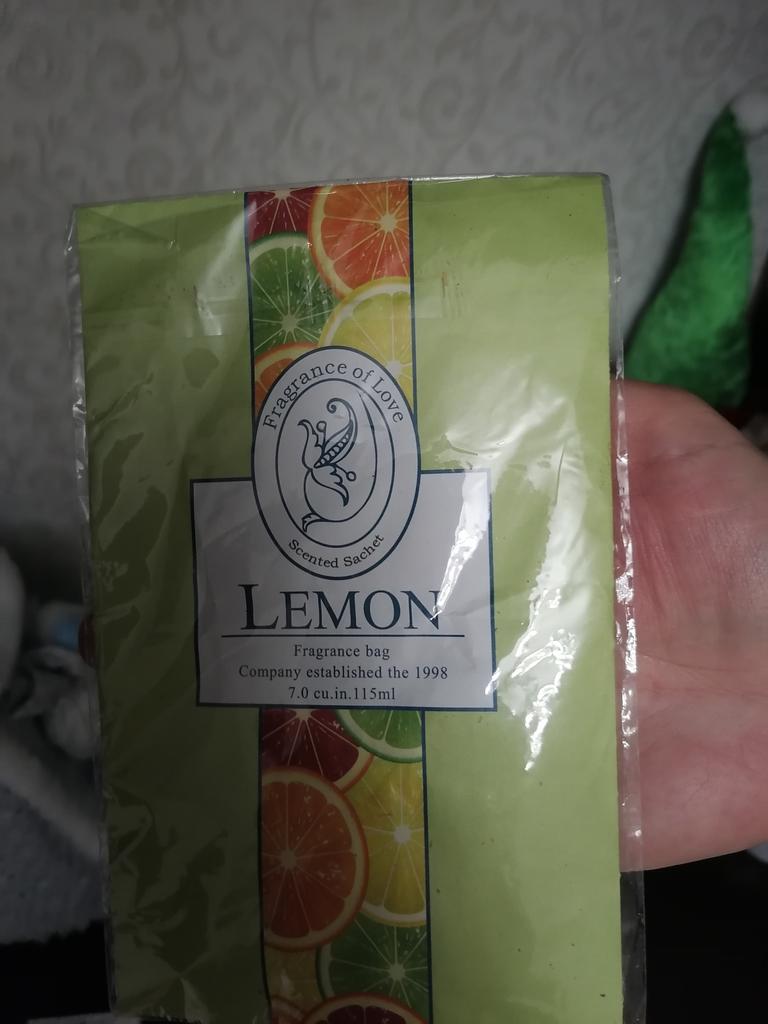 Fragrance of Love
Scented Sachet
LEMON
Fragrance bag
Company established the 1998
7.0 cu.in.115ml